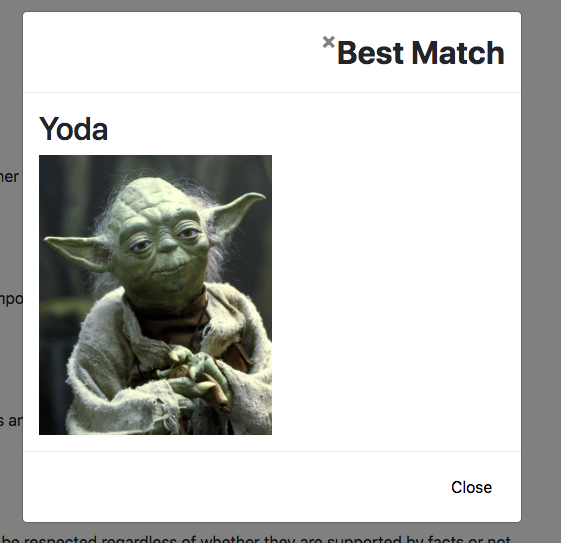 ×Best Match
Yoda
her
mpo
s ar
Close
be respected regardless of whether they are supported by facts or not